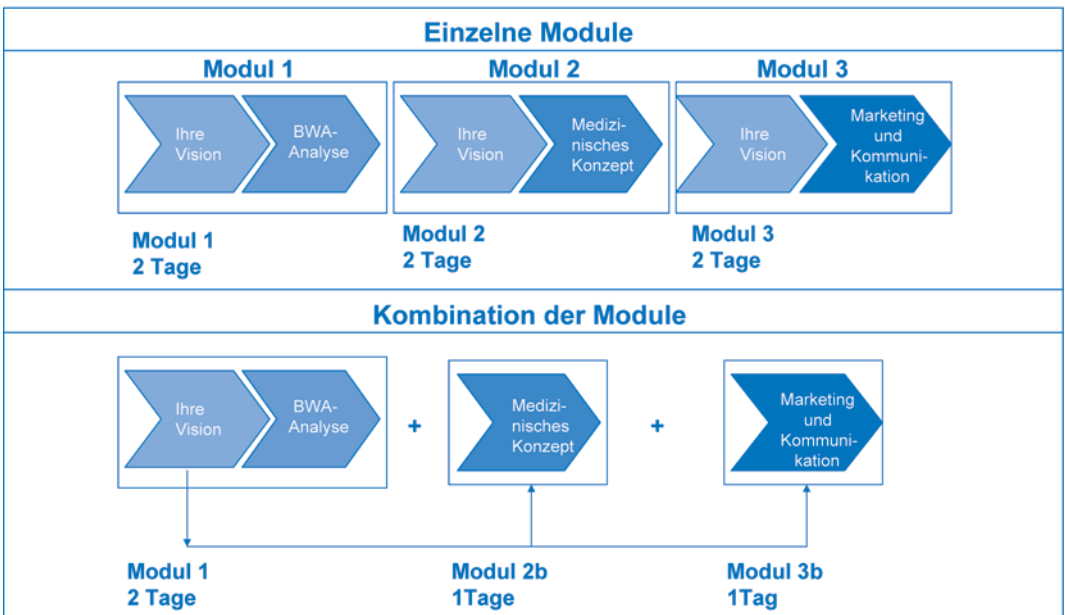 Einzelne Module
Modul 1
Modul 2
Modul 3
Ihre
Vision
BWA-
Analyse
Ihre
Vision
Medizi-
nisches
Konzept
Ihre
Vision
Marketing
und
Kommuni-
kation
Modul 1
2 Tage
Modul 2
2 Tage
Modul 3
2 Tage
Kombination der Module
Ihre
Vision
BWA-
Analyse
+
Medizi-
nisches
Konzept
+
Marketing
und
Kommuni-
kation
Modul 1
2 Tage
Modul 2b
1Tage
Modul 3b
1Tag